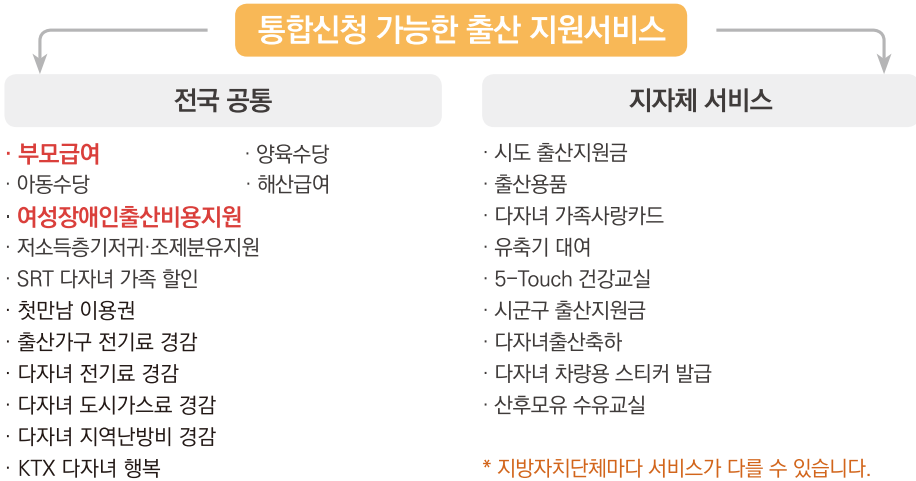 통합신청 가능한 출산 지원서비스
전국 공통
· 부모급여 · 양육수당
· 아동수당 · 해산급여
· 여성장애인출산비용지원
· 저소득층기저귀·조제분유지원
· SRT 다자녀 가족 할인
· 첫만남 이용권
· 출산가구 전기료 경감
· 다자녀 전기료 경감
· 다자녀 도시가스료 경감
· 다자녀 지역난방비 경감
· KTX 다자녀 행복
지자체 서비스
· 시도 출산지원금
· 출산용품
· 다자녀 가족사랑카드
· 유축기 대여
· 5-Touch 건강교실
· 시군구 출산지원금
· 다자녀출산축하
· 다자녀 차량용 스티커 발급
· 산후모유 수유교실
* 지방자치단체마다 서비스가 다를 수 있습니다.